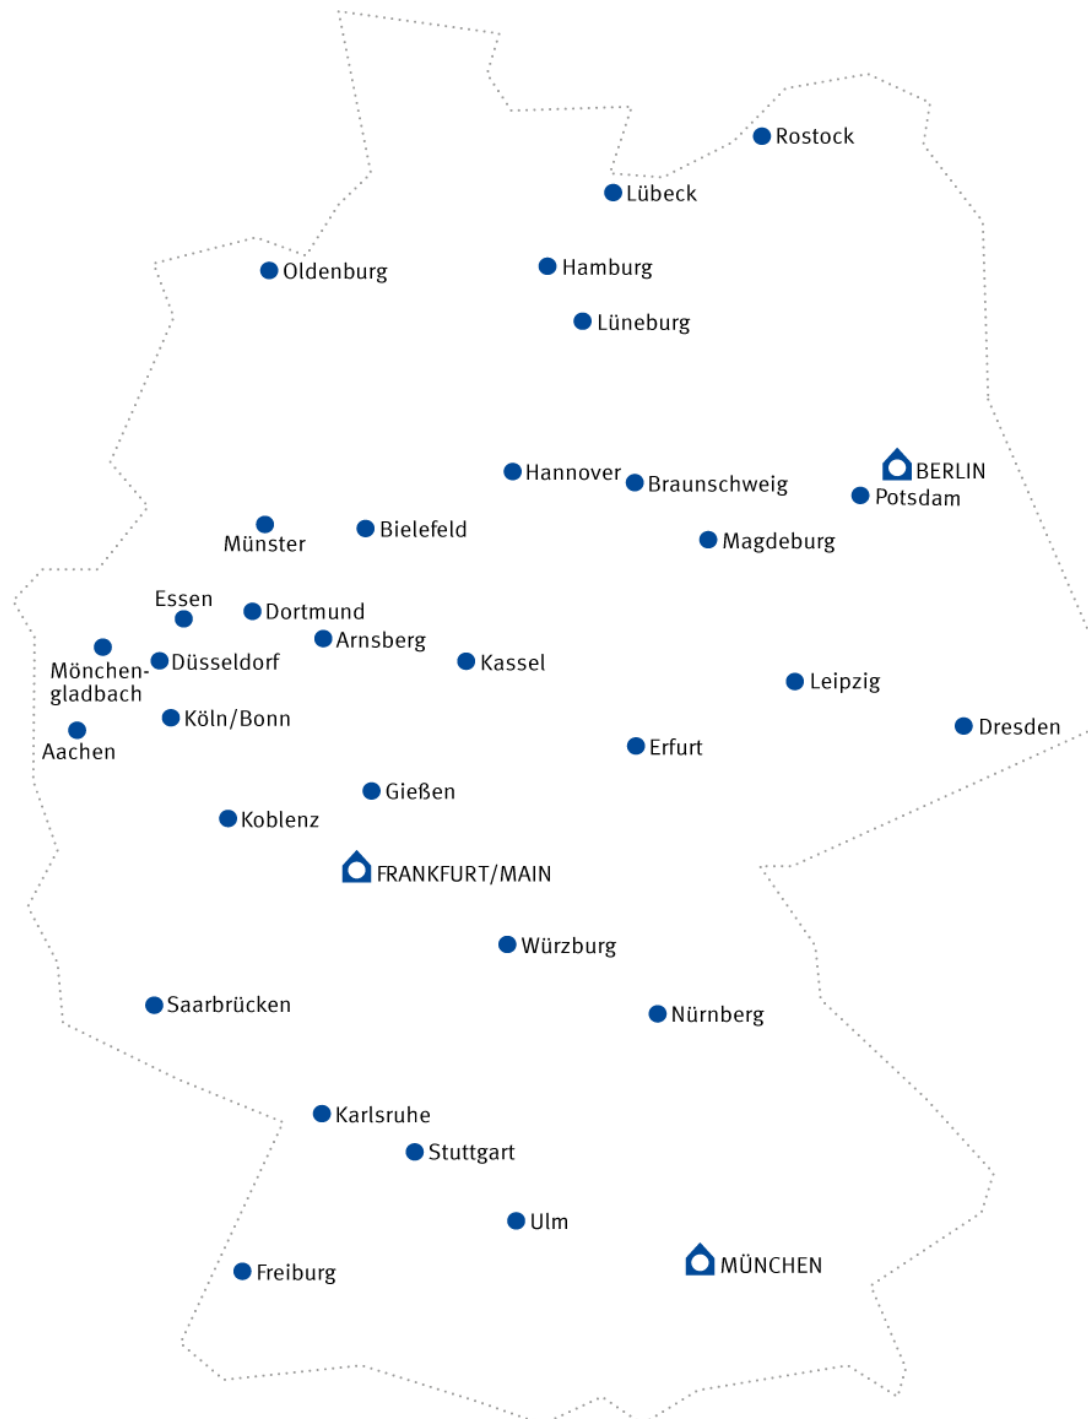 Rostock
Lübeck
Oldenburg
Hamburg
Lüneburg
Hannover
BERLIN
Braunschweig
Potsdam
Münster
Bielefeld
Magdeburg
Essen
Dortmund
Arnsberg
Mönchen-
gladbach
Düsseldorf
Kassel
Leipzig
Köln/Bonn
Dresden
Aachen
Erfurt
Gießen
Koblenz
FRANKFURT/MAIN
Würzburg
Saarbrücken
Nürnberg
Karlsruhe
Stuttgart
Ulm
Freiburg
MÜNCHEN